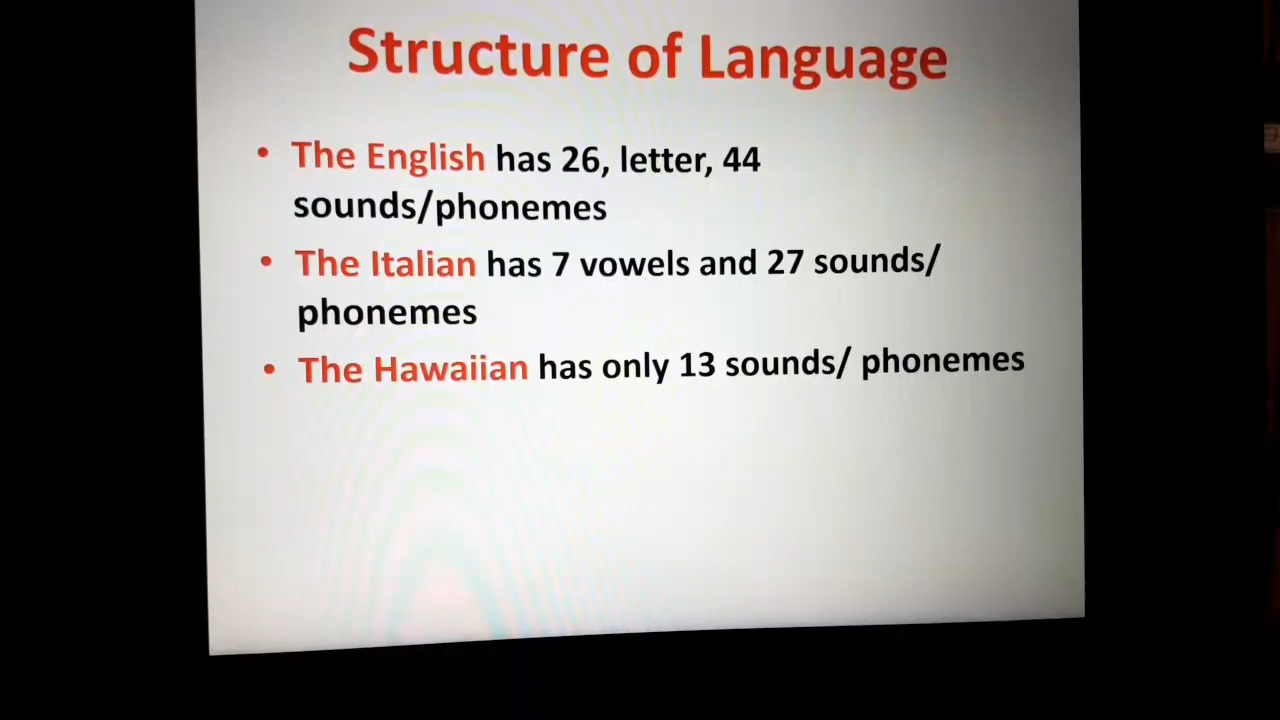 Structure of Language
• The English has 26, letter, 44
sounds/phonemes
• The Italian has 7 vowels and 27 sounds/
phonemes
• The Hawaiian has only 13 sounds/ phonemes